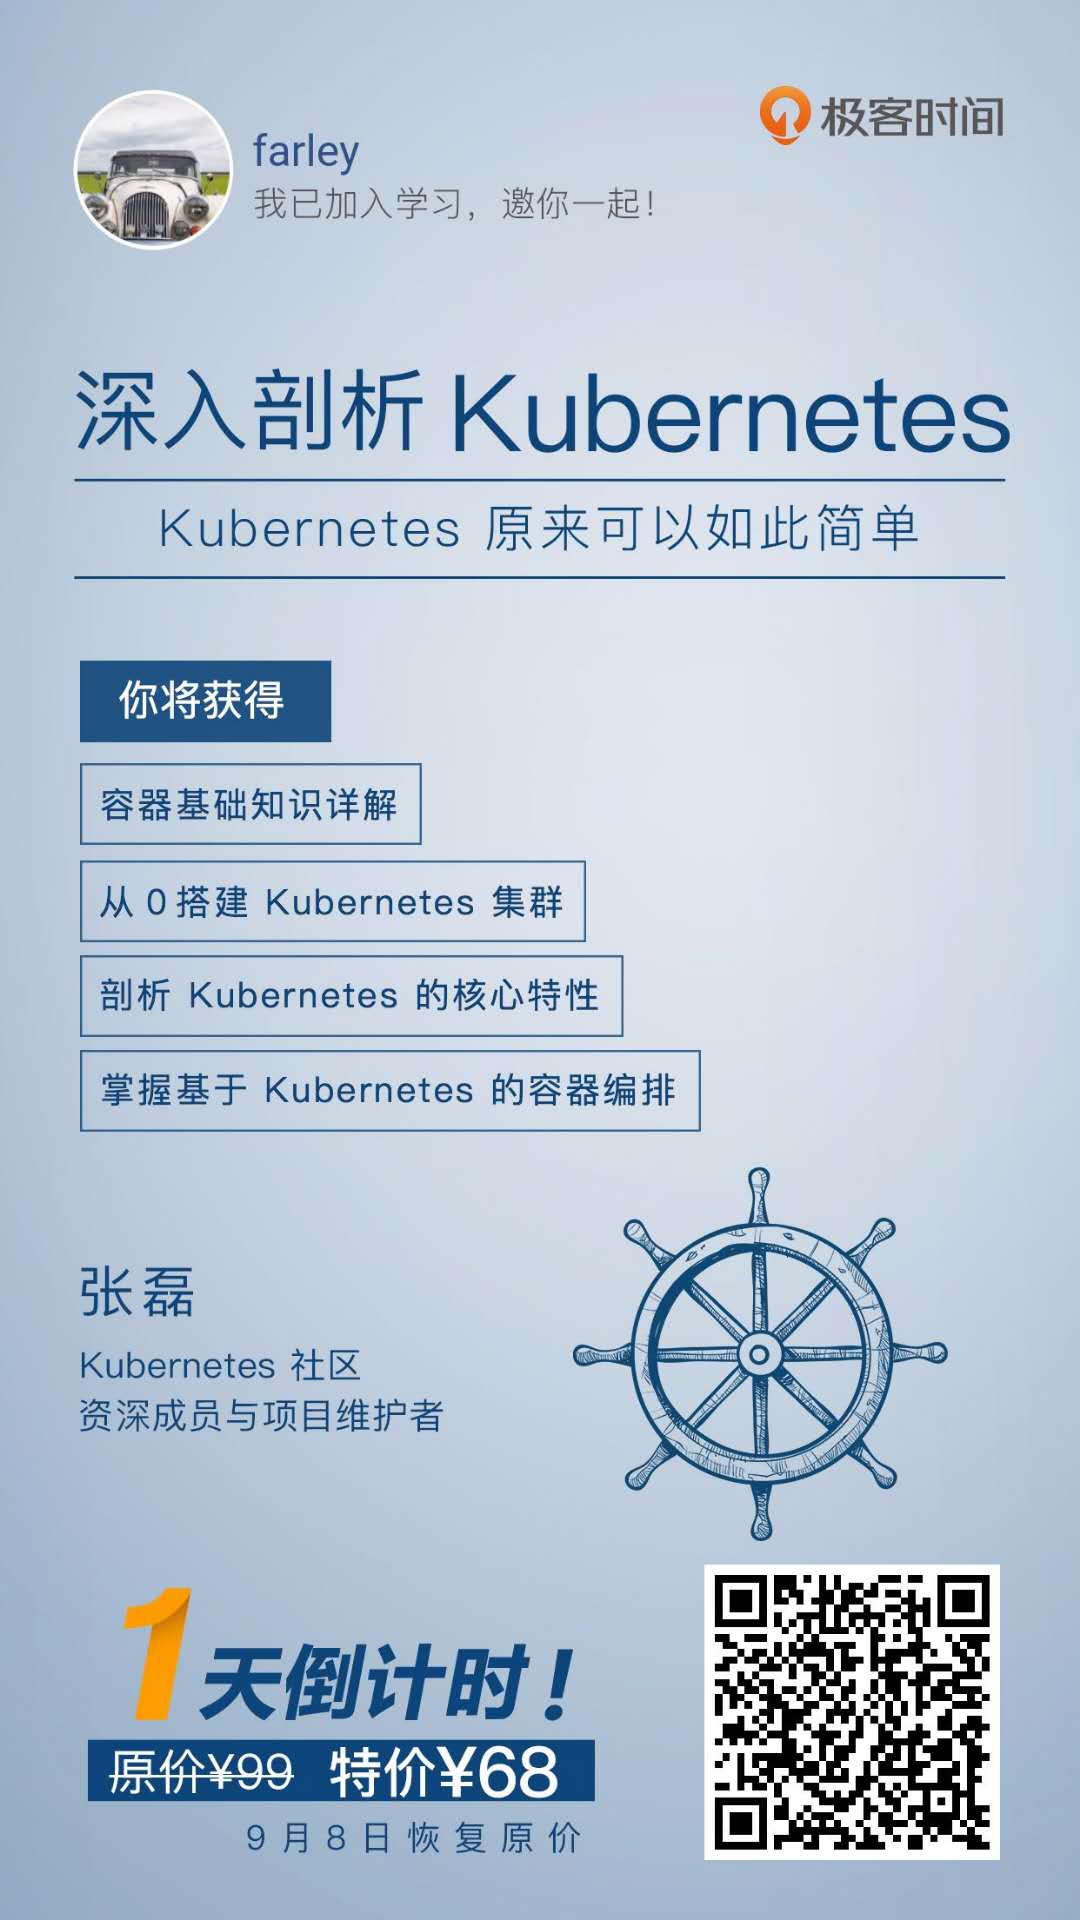 farley
极客时间
我已加入学习，邀你一起！
深入剖析 Kubernetes
Kubernetes 原来可以如此简单
你将获得
容器基础知识详解
从 0 搭建 Kubernetes 集群
剖析 Kubernetes 的核心特性
掌握基于 Kubernetes 的容器编排
张磊
Kubernetes 社区
资深成员与项目维护者
1天倒计时！
原价¥99 特价¥68
9月8日恢复原价